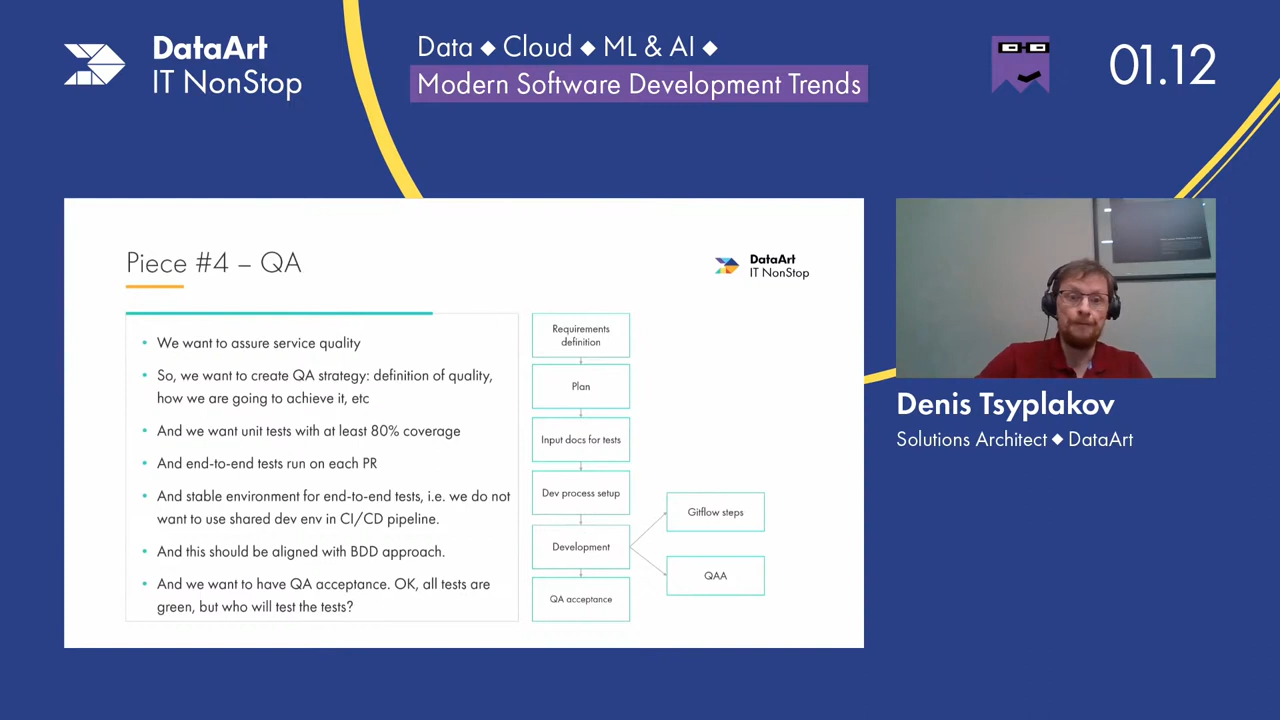 DataArt
IT NonStop
Data ◆ Cloud ◆ ML & AI ◆
Modern Software Development Trends
01.12
Piece #4 – QA
DataArt
IT NonStop
• We want to assure service quality
• So, we want to create QA strategy: definition of quality,
how we are going to achieve it, etc
• And we want unit tests with at least 80% coverage
• And end-to-end tests run on each PR
• And stable environment for end-to-end tests, i.e. we do not
want to use shared dev env in CI/CD pipeline.
• And this should be aligned with BDD approach.
• And we want to have QA acceptance. OK, all tests are
green, but who will test the tests?
Requirements
definition
Plan
Input docs for tests
Dev process setup
Development
QA acceptance
Gitflow steps
QAA
Denis Tsyplakov
Solutions Architect ◆ DataArt